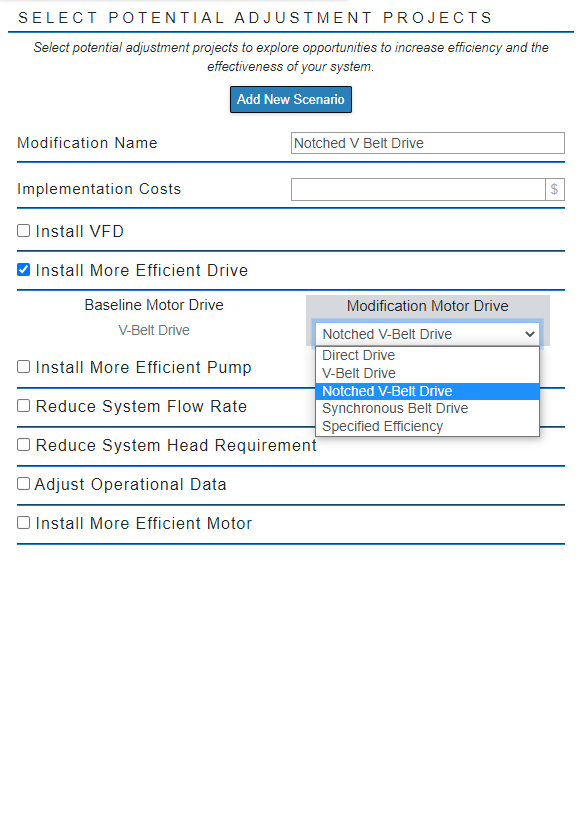 SELECT POTENTIAL ADJUSTMENT PROJECTS
Select potential adjustment projects to explore opportunities to increase efficiency and the
effectiveness of your system.
Add New Scenario
Modification Name
Notched V Belt Drive
Implementation Costs
$
Install VFD
Install More Efficient Drive
Baseline Motor Drive
Modification Motor Drive
V-Belt Drive
Notched V-Belt Drive
Direct Drive
V-Belt Drive
Notched V-Belt Drive
Synchronous Belt Drive
Specified Efficiency
Install More Efficient Pump
Reduce System Flow Rate
Reduce System Head Requirement
Adjust Operational Data
Install More Efficient Motor